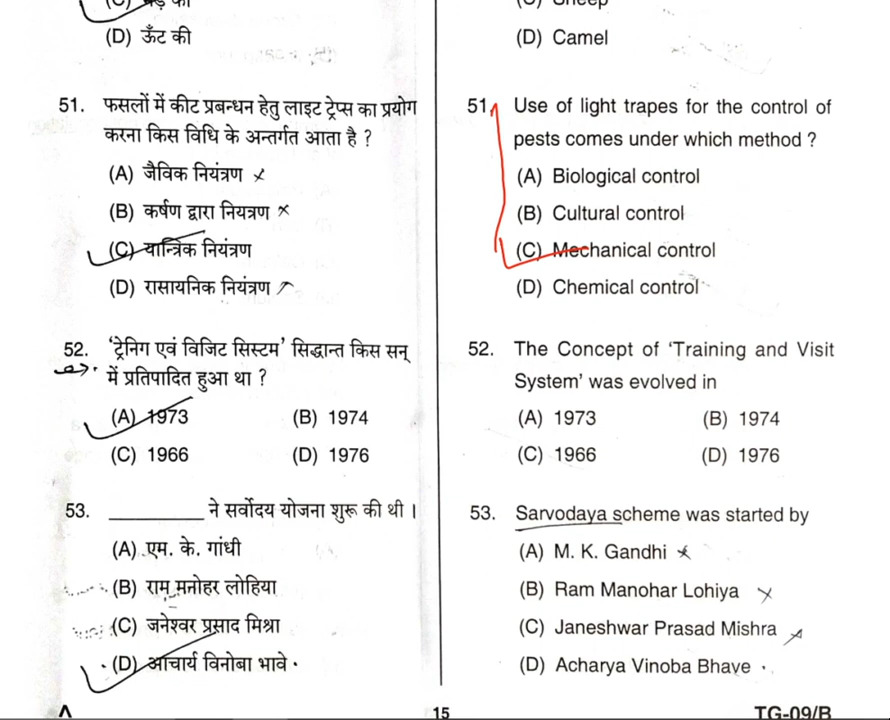 (D) ऊँट की
51. फसलों में कीट प्रबन्धन हेतु लाइट ट्रेप्स का प्रयोग
करना किस विधि के अन्तर्गत आता है ?
(A) जैविक नियंत्रण
(B) कर्षण द्वारा नियत्रण
(C) यान्त्रिक नियंत्रण
(D) रासायनिक नियंत्रण
52. 'ट्रेनिग एवं विजिट सिस्टम' सिद्धान्त किस सन्
में प्रतिपादित हुआ था ?
(A) 1973 (B) 1974
(C) 1966 (D) 1976
53. ________ ने सर्वोदय योजना शुरू की थी ।
(A) एम. के. गांधी
(B) राम मनोहर लोहिया
(C) जनेश्वर प्रसाद मिश्रा
(D) आचार्य विनोबा भावे
(C) Sheep
(D) Camel
51. Use of light trapes for the control of
pests comes under which method ?
(A) Biological control
(B) Cultural control
(C) Mechanical control
(D) Chemical control
52. The Concept of 'Training and Visit
System' was evolved in
(A) 1973 (B) 1974
(C) 1966 (D) 1976
53. Sarvodaya scheme was started by
(A) M. K. Gandhi
(B) Ram Manohar Lohiya
(C) Janeshwar Prasad Mishra
(D) Acharya Vinoba Bhave
A 15 TG-09/B